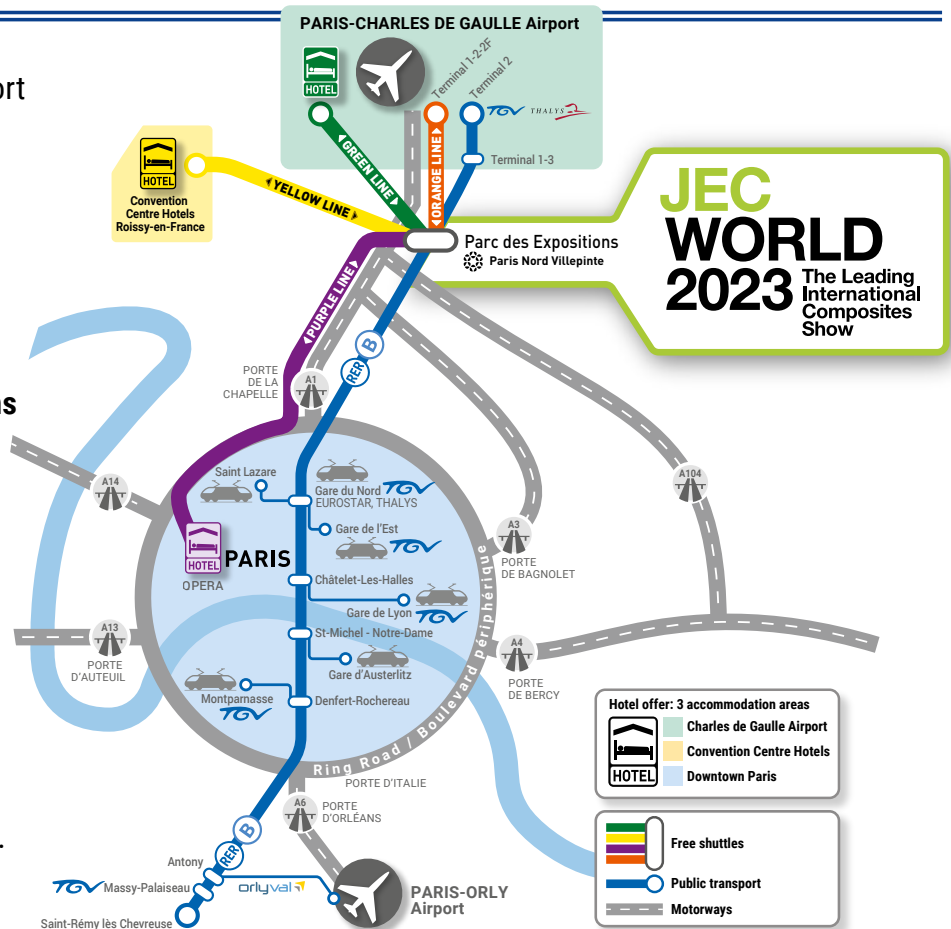 PARIS-CHARLES DE GAULLE Airport
ort
HOTEL
Terminal 1-2-2F
Terminal 2
TGV
THALYS
Terminal 1-3
GREEN LINE
ORANGE LINE
HOTEL
Convention
Centre Hotels
Roissy-en-France
YELLOW LINE
Parc des Expositions
Paris Nord Villepinte
JEC
WORLD
2023
The Leading
International
Composites
Show
PURPLE LINE
B
RER
PORTE
DE LA
CHAPELLE
A1
ns
A14
Saint Lazare
Gare du Nord TGV
EUROSTAR, THALYS
A104
Gare de l'Est
TGV
A3
PORTE
DE BAGNOLET
HOTEL
OPERA
PARIS
Châtelet-Les-Halles
Gare de Lyon
TGV
A13
PORTE
D'AUTEUIL
St-Michel - Notre-Dame
Gare d'Austerlitz
A4
PORTE
DE BERCY
Montparnasse
TGV
Denfert-Rochereau
Ring Road / Boulevard périphérique
PORTE D'ITALIE
A6
PORTE
D'ORLÉANS
Hotel offer: 3 accommodation areas
HOTEL
Charles de Gaulle Airport
Convention Centre Hotels
Downtown Paris
Free shuttles
Public transport
Motorways
B
RER
.
Antony
TGV Massy-Palaiseau
orlyval
PARIS-ORLY
Airport
Saint-Rémy lès Chevreuse